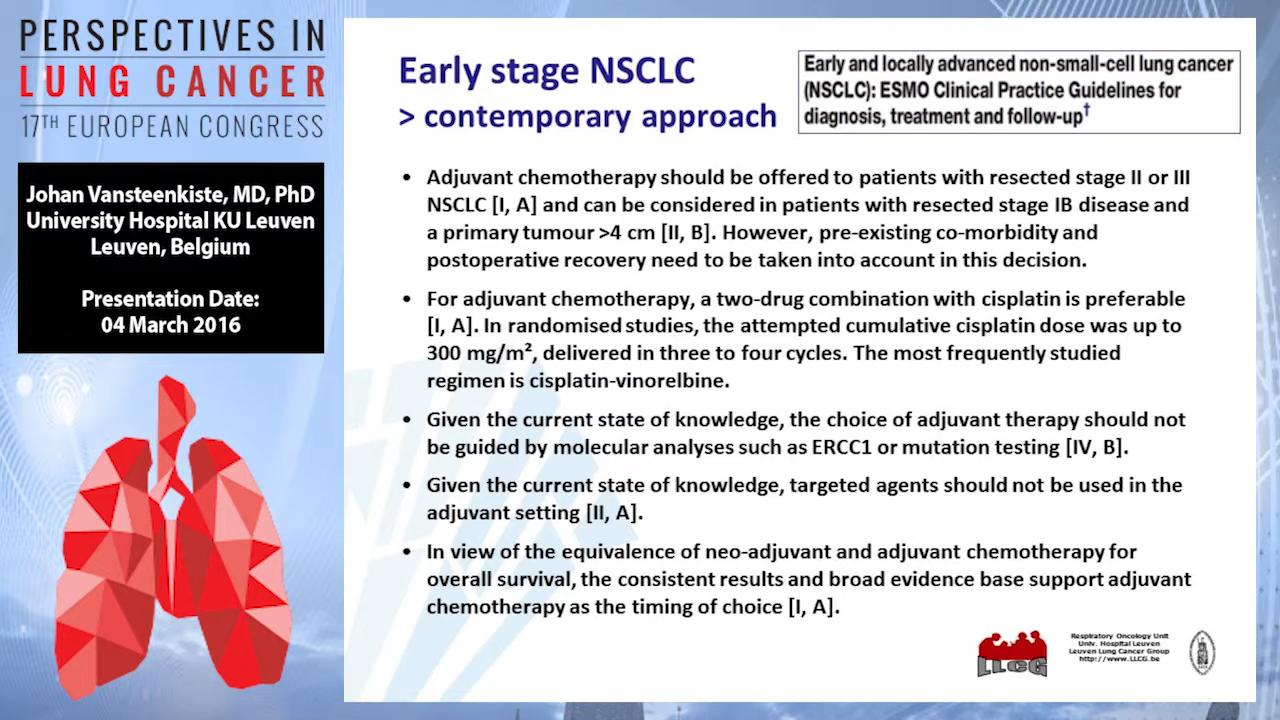 PERSPECTIVES IN
LUNG CANCER
17TH EUROPEAN CONGRESS
Johan Vansteenkiste, MD, PhD
University Hospital KU Leuven
Leuven, Belgium
Presentation Date:
04 March 2016
Early stage NSCLC
> contemporary approach
Early and locally advanced non-small-cell lung cancer
(NSCLC): ESMO Clinical Practice Guidelines for
diagnosis, treatment and follow-up†
• Adjuvant chemotherapy should be offered to patients with resected stage II or III
NSCLC [I, A] and can be considered in patients with resected stage IB disease and
a primary tumour >4 cm [II, B]. However, pre-existing co-morbidity and
postoperative recovery need to be taken into account in this decision.
• For adjuvant chemotherapy, a two-drug combination with cisplatin is preferable
[I, A]. In randomised studies, the attempted cumulative cisplatin dose was up to
300 mg/m², delivered in three to four cycles. The most frequently studied
regimen is cisplatin-vinorelbine.
• Given the current state of knowledge, the choice of adjuvant therapy should not
be guided by molecular analyses such as ERCC1 or mutation testing [IV, B].
• Given the current state of knowledge, targeted agents should not be used in the
adjuvant setting [II, A].
• In view of the equivalence of neo-adjuvant and adjuvant chemotherapy for
overall survival, the consistent results and broad evidence base support adjuvant
chemotherapy as the timing of choice [I, A].
LLCG
Respiratory Oncology Unit
Univ. Hospital Leuven
Leuven Lung Cancer Group
http://www.LLCG.be